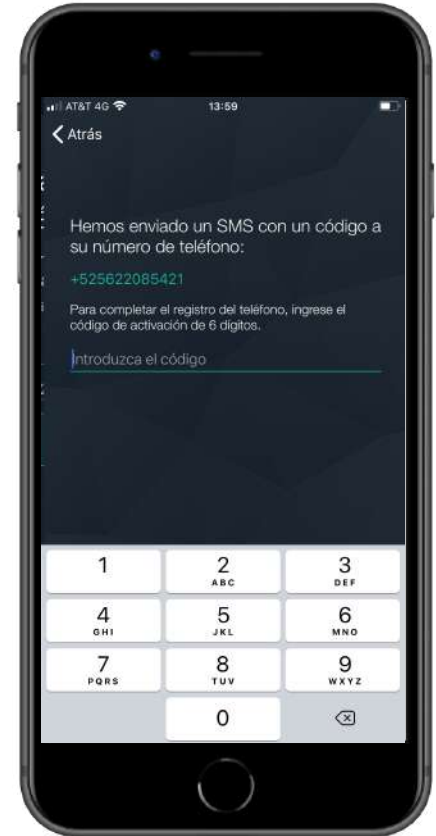 AT&T 4G
13:59
Atrás
Hemos enviado un SMS con un código a
su número de teléfono:
+525622085421
Para completar el registro del teléfono, ingrese el
código de activación de 6 dígitos.
Introduzca el código
1
2
ABC
3
DEF
4
GHI
5
JKL
6
MNO
7
PQRS
8
TUV
9
WXYZ
0